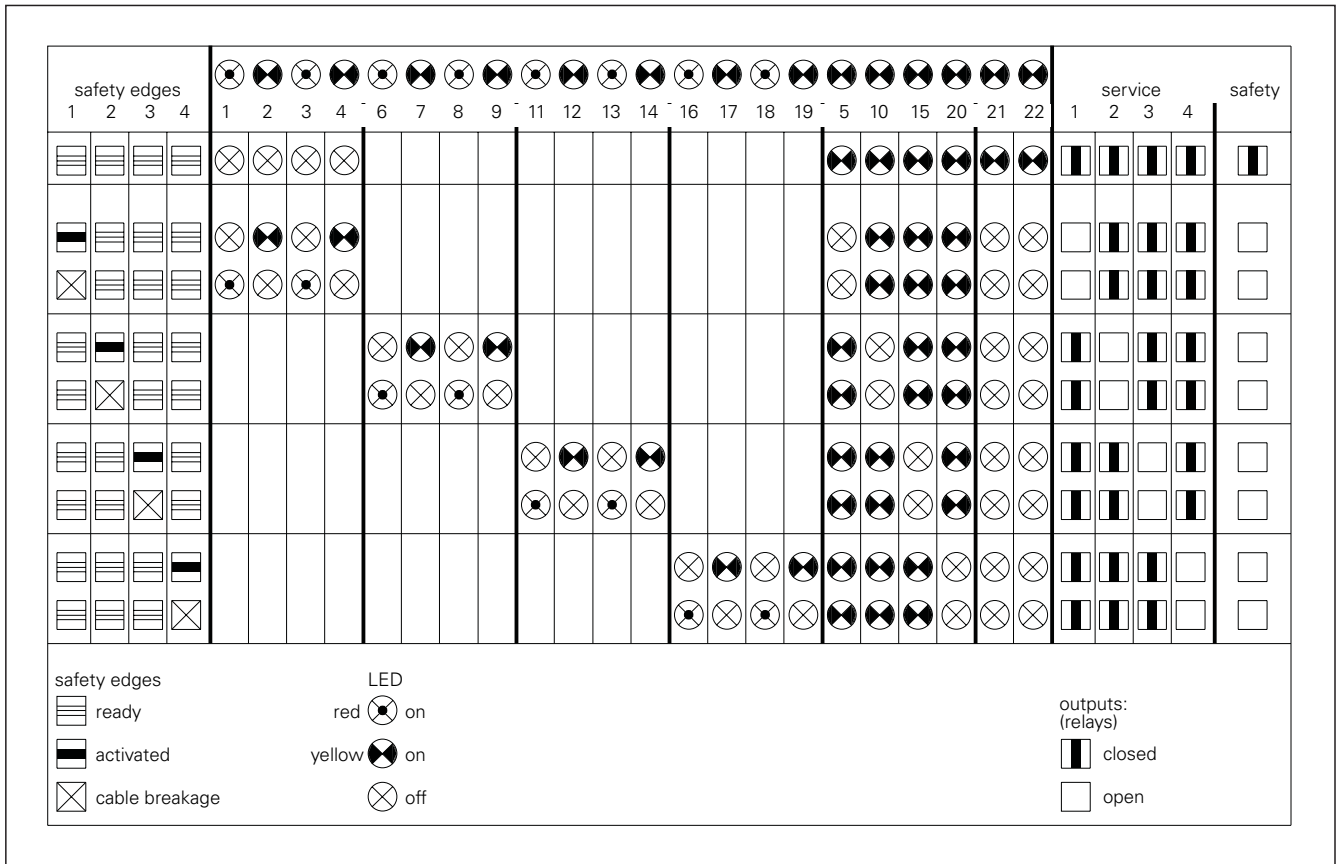 safety edges
service
safety
1 2 3 4 1 2 3 4 6 7 8 9 11 12 13 14 16 17 18 19 5 10 15 20 21 22 1 2 3 4
safety edges
LED
ready
red on
outputs:
(relays)
activated
yellow on
closed
cable breakage
off
open